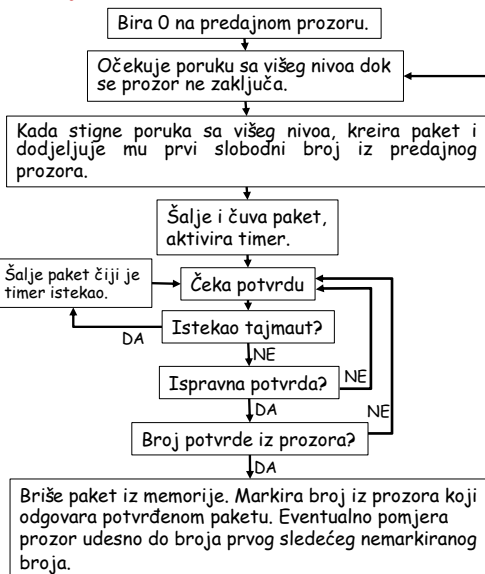 Bira 0 na predajnom prozoru.
Očekuje poruku sa višeg nivoa dok
se prozor ne zaključa.
Kada stigne poruka sa višeg nivoa, kreira paket i
dodjeljuje mu prvi slobodni broj iz predajnog
prozora.
Šalje i čuva paket,
aktivira timer.
Šalje paket čiji je
timer istekao.
Čeka potvrdu
Istekao tajmaut?
DA
NE
Ispravna potvrda?
NE
DA
NE
Broj potvrde iz prozora?
DA
Briše paket iz memorije. Markira broj iz prozora koji
odgovara potvrđenom paketu. Eventualno pomjera
prozor udesno do broja prvog sledećeg nemarkiranog
broja.